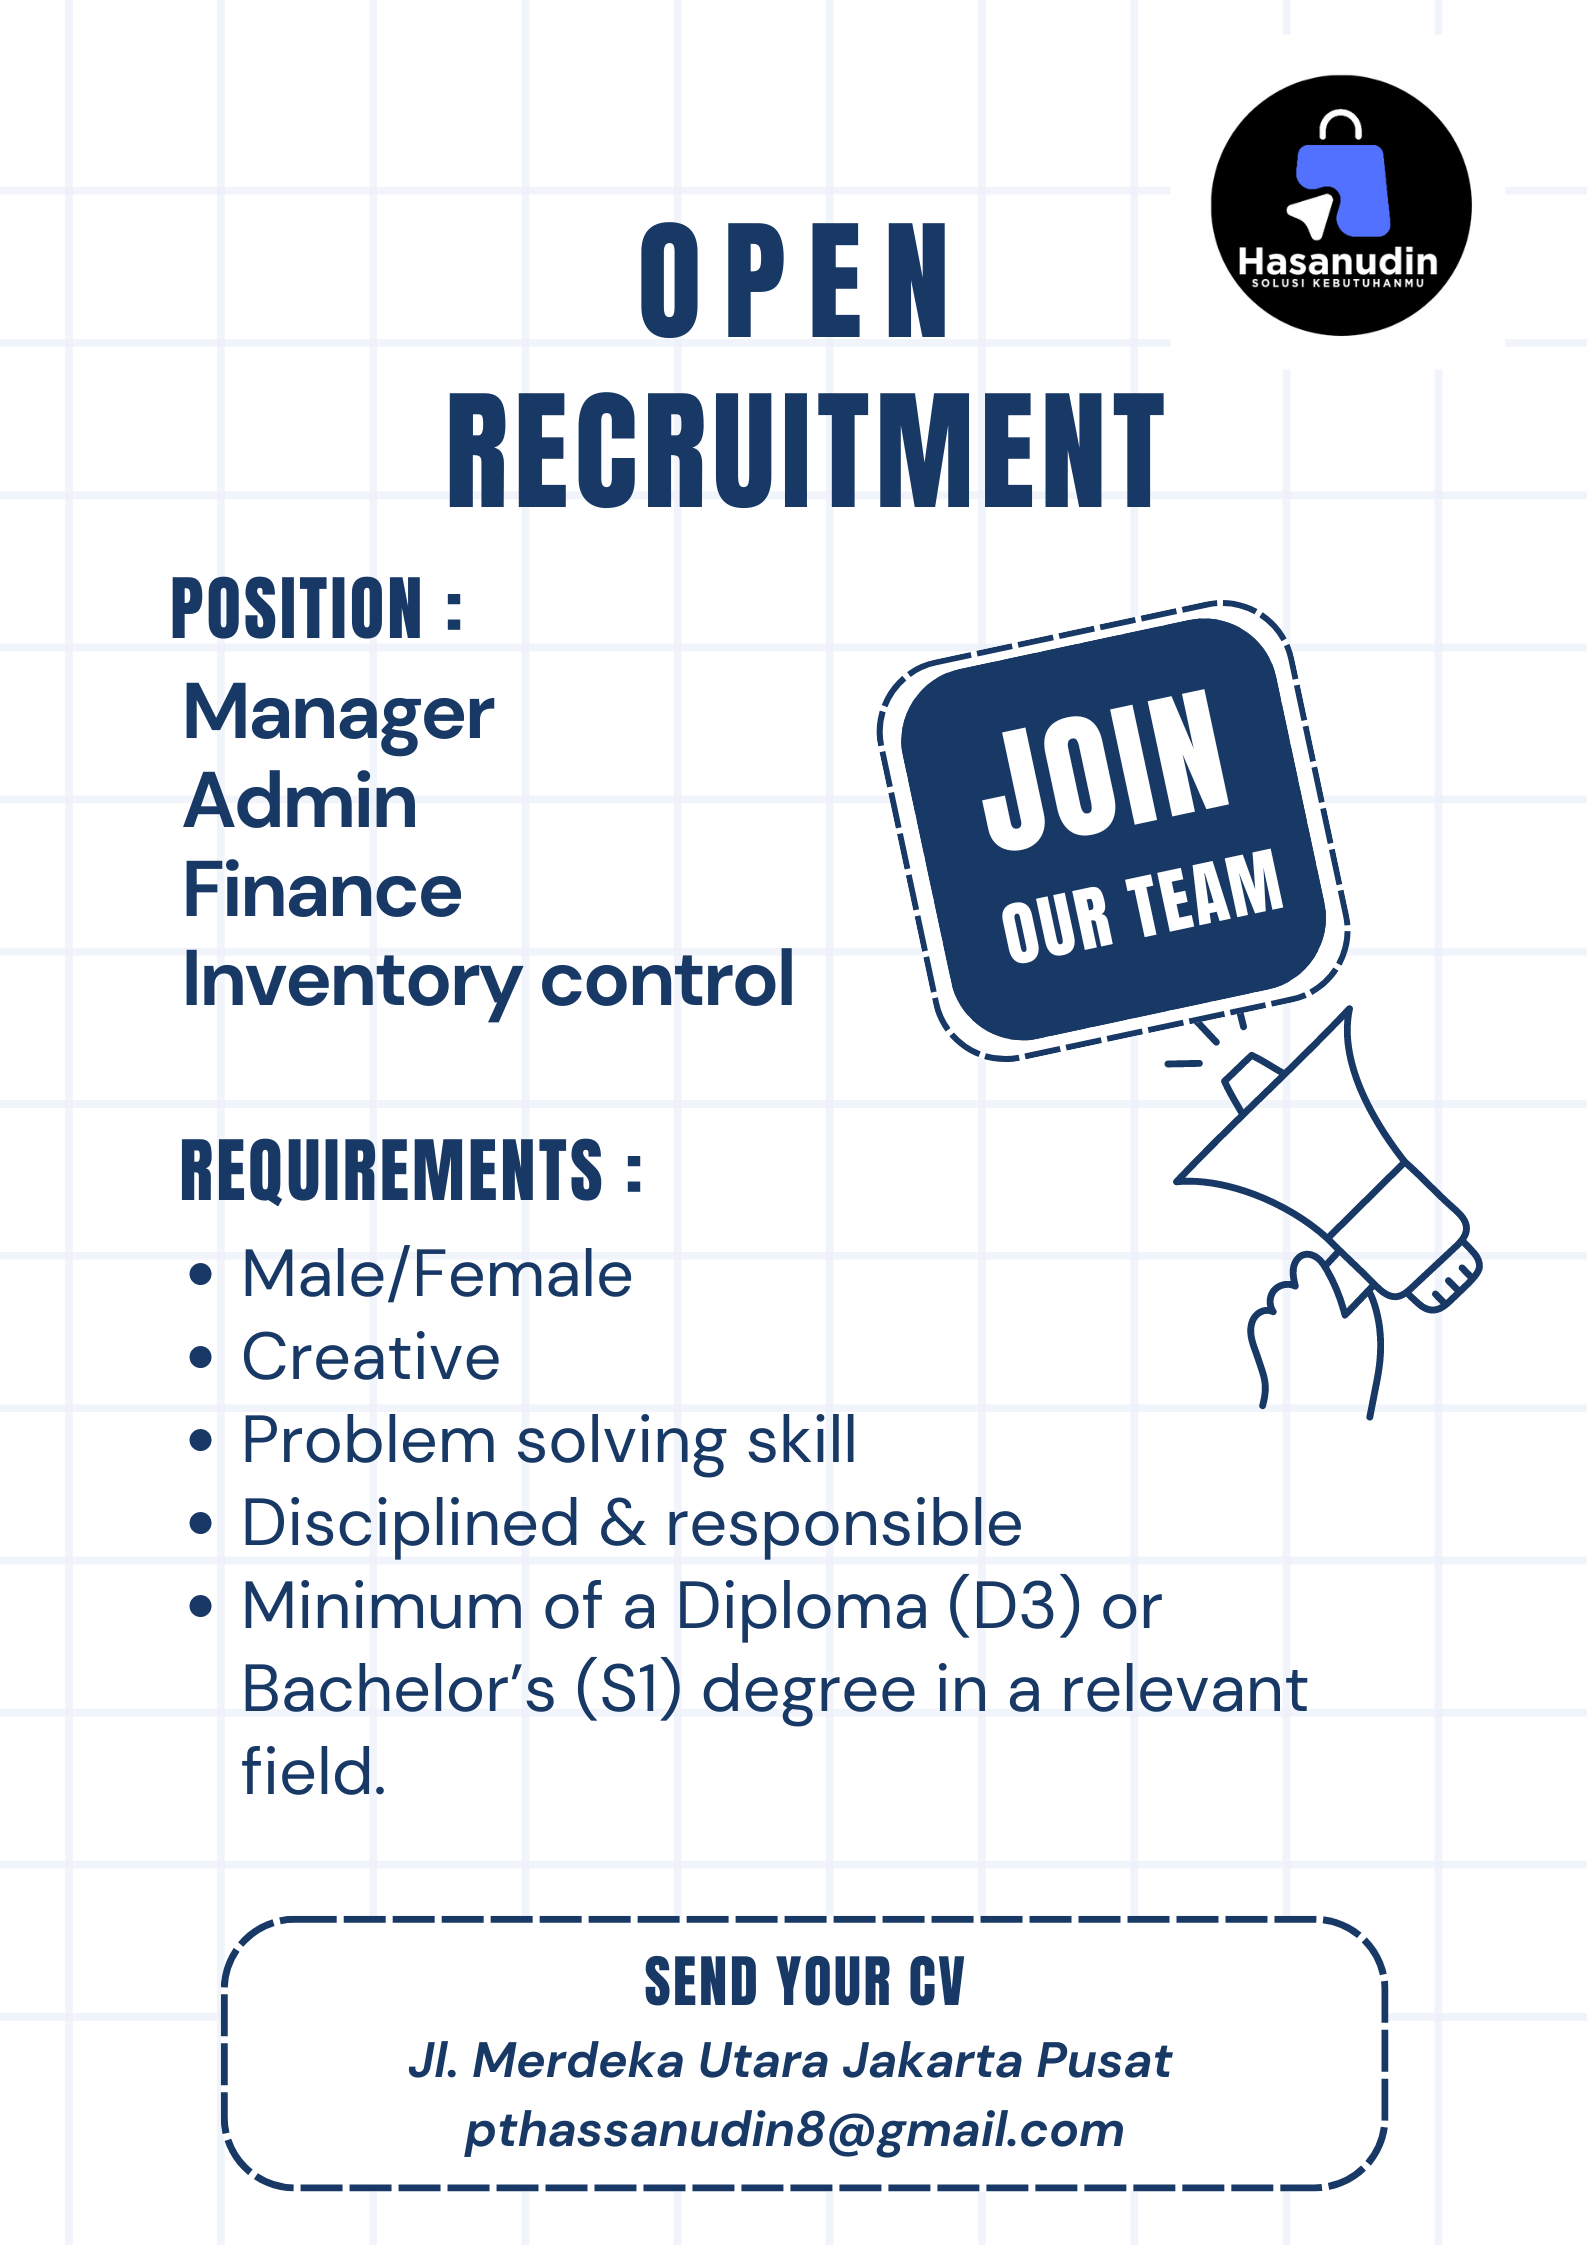 Hasanudin
SOLUSI KEBUTUHANMU
OPEN
RECRUITMENT
POSITION :
Manager
Admin
Finance
Inventory control
JOIN
OUR TEAM
REQUIREMENTS :
• Male/Female
• Creative
• Problem solving skill
• Disciplined & responsible
• Minimum of a Diploma (D3) or
Bachelor’s (S1) degree in a relevant
field.
SEND YOUR CV
Jl. Merdeka Utara Jakarta Pusat
pthassanudin8@gmail.com